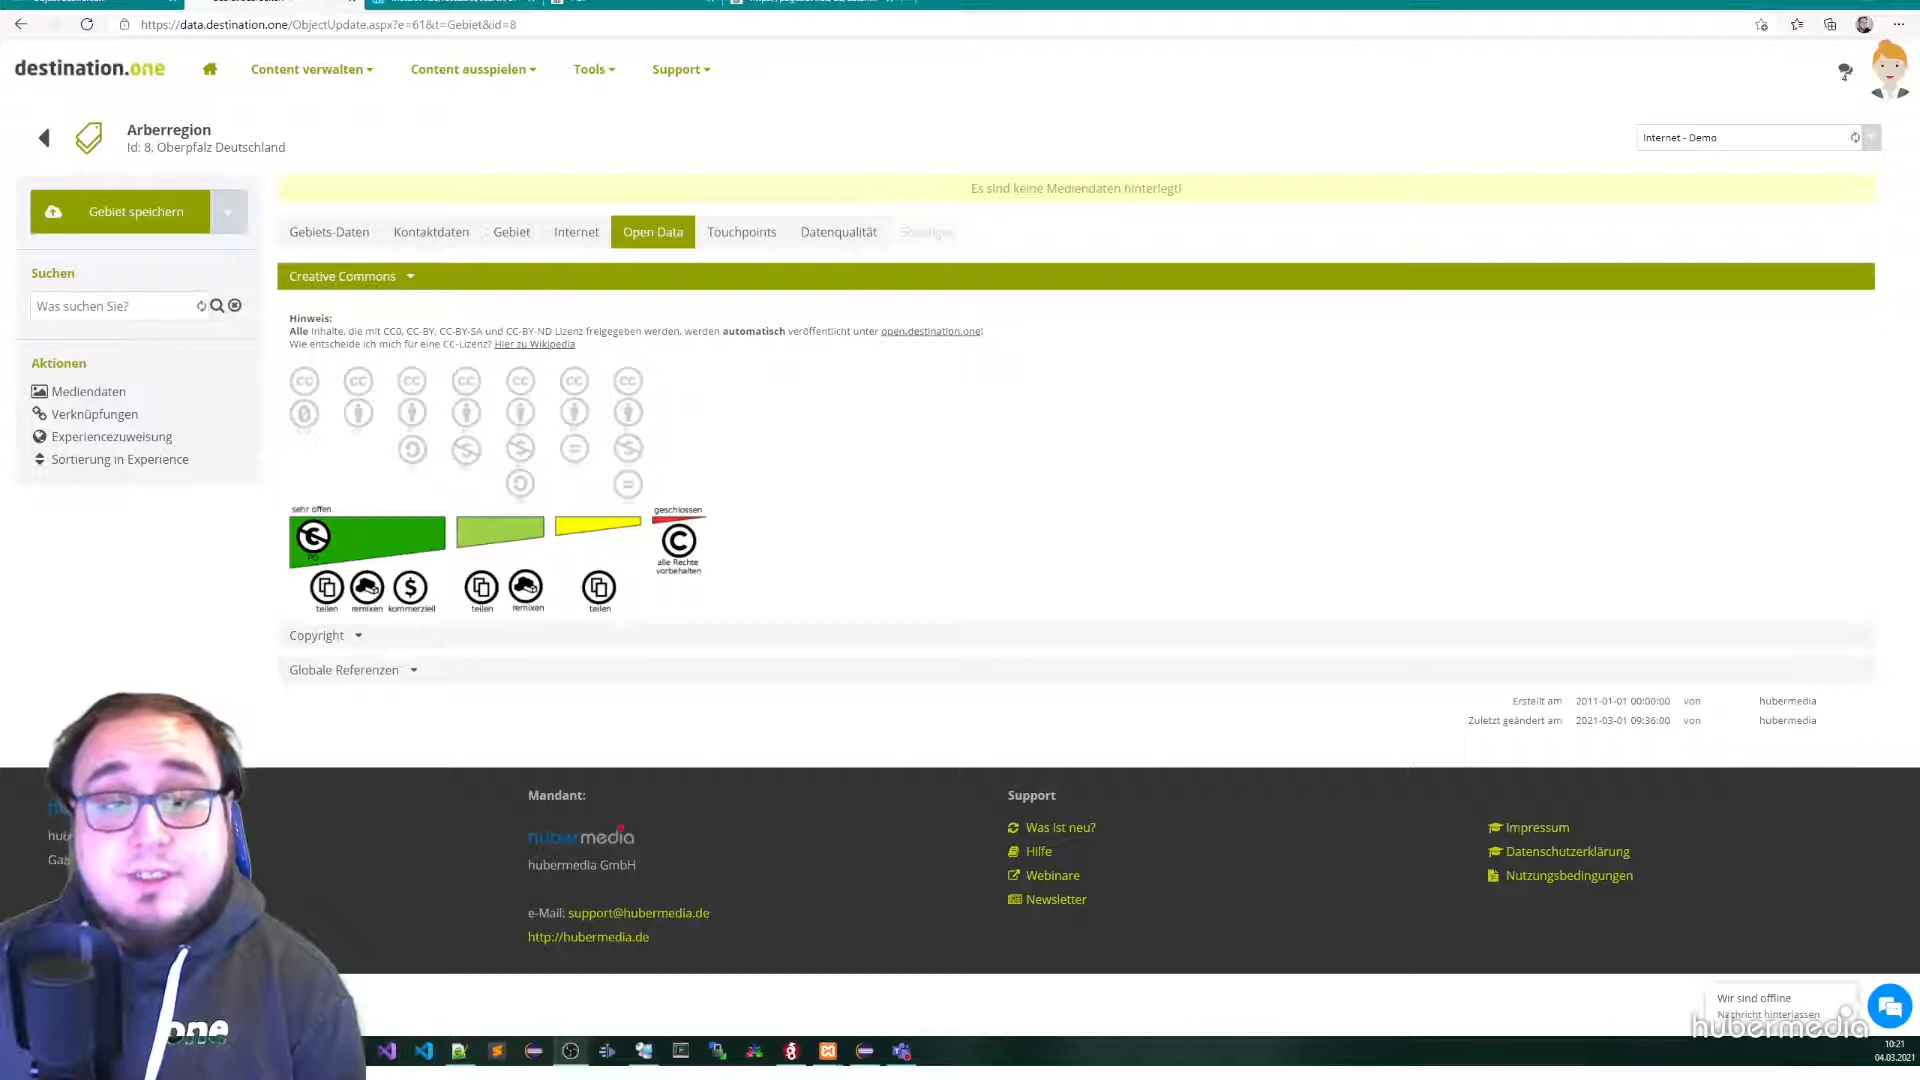 https://data.destination.one/ObjectUpdate.aspx?e=61&t=Gebiet&id=8
destination.one
Content verwalten
Content ausspielen
Tools
Support
4
Arberregion
Id: 8, Oberpfalz Deutschland
Internet - Demo
Gebiet speichern
Es sind keine Mediendaten hinterlegt!
Gebiets-Daten
Kontaktdaten
Gebiet
Internet
Open Data
Touchpoints
Datenqualität
Sonstiges
Creative Commons
Suchen
Was suchen Sie?
Hinweis:
Alle Inhalte, die mit CC0, CC-BY, CC-BY-SA und CC-BY-ND Lizenz freigegeben werden, werden automatisch veröffentlicht unter open.destination.one!
Wie entscheide ich mich für eine CC-Lizenz? Hier zu Wikipedia
Aktionen
Mediendaten
Verknüpfungen
Experiencezuweisung
Sortierung in Experience
sehr offen
geschlossen
alle Rechte
vorbehalten
teilen
remixen
kommerziell
teilen
remixen
teilen
Copyright
Globale Referenzen
Erstellt am 2011-01-01 00:00:00 von hubermedia
Zuletzt geändert am 2021-03-01 09:36:00 von hubermedia
Mandant:
hubermedia
hubermedia GmbH
e-Mail: support@hubermedia.de
http://hubermedia.de
Support
Was ist neu?
Hilfe
Webinare
Newsletter
Impressum
Datenschutzerklärung
Nutzungsbedingungen
Wir sind offline
Nachricht hinterlassen
hubermedia
one
10:21
04.03.2021